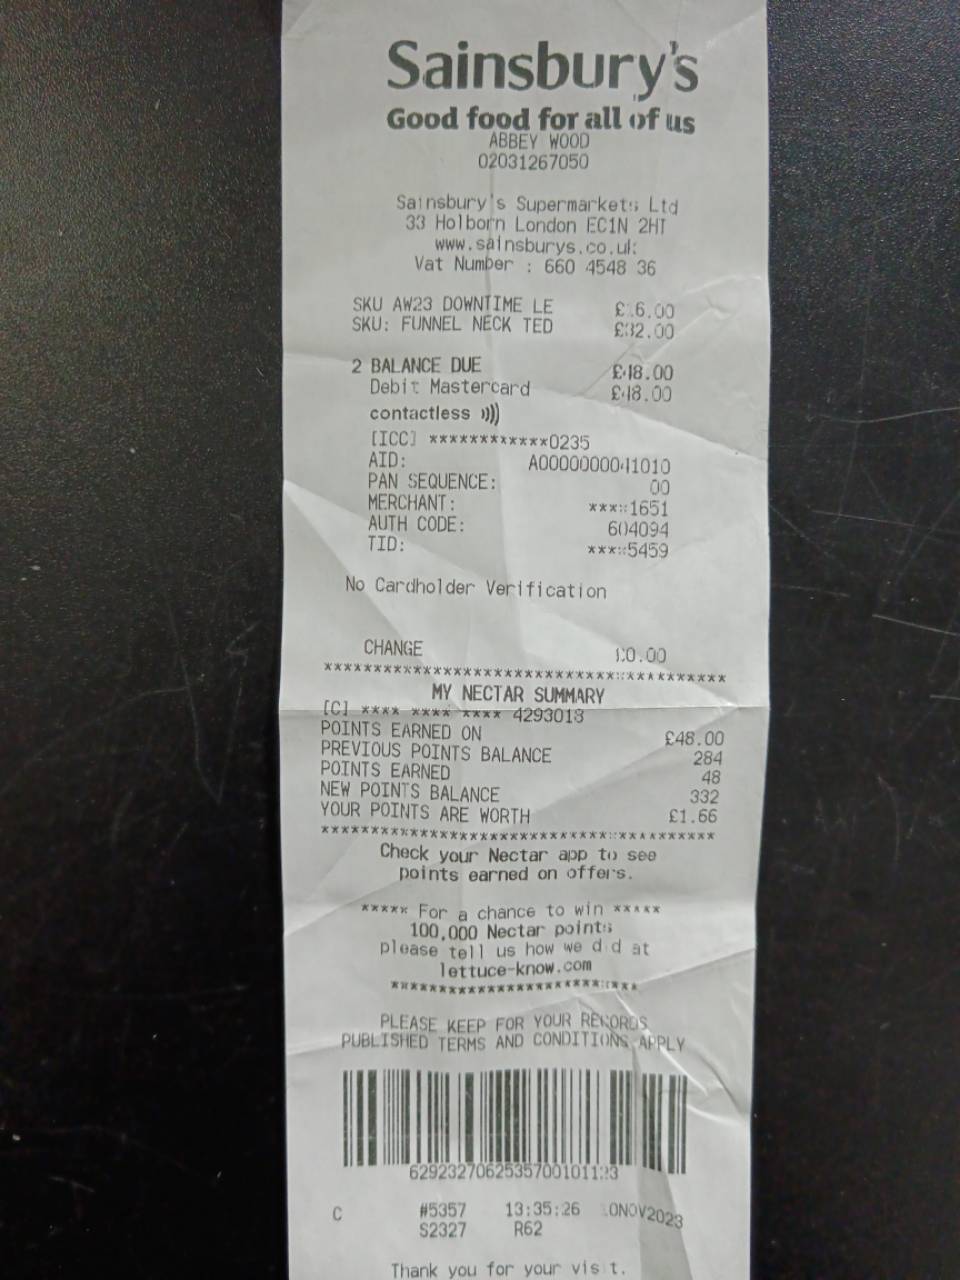 Sainsbury's
Good food for all of us
ABBEY WOOD
02031267050
Sainsbury's Supermarkets Ltd
33 Holborn London EC1N 2HT
www.sainsburys.co.uk
Vat Number : 660 4548 36
SKU AW23 DOWNTIME LE £16.00
SKU: FUNNEL NECK TED £32.00
2 BALANCE DUE £48.00
Debit Mastercard £48.00
contactless
[ICC] ************0235
AID: A0000000041010
PAN SEQUENCE: 00
MERCHANT: ****1651
AUTH CODE: 604094
TID: ****5459
No Cardholder Verification
CHANGE £0.00
*****************************************
MY NECTAR SUMMARY
[C] **** **** **** 4293018
POINTS EARNED ON £48.00
PREVIOUS POINTS BALANCE 284
POINTS EARNED 48
NEW POINTS BALANCE 332
YOUR POINTS ARE WORTH £1.66
****************************************
Check your Nectar app to see
points earned on offers.
***** For a chance to win *****
100,000 Nectar points
please tell us how we did at
lettuce-know.com
*************************
PLEASE KEEP FOR YOUR RECORDS
PUBLISHED TERMS AND CONDITIONS APPLY
6292327062535700101123
C #5357 13:35:26 10NOV2023
S2327 R62
Thank you for your visit.